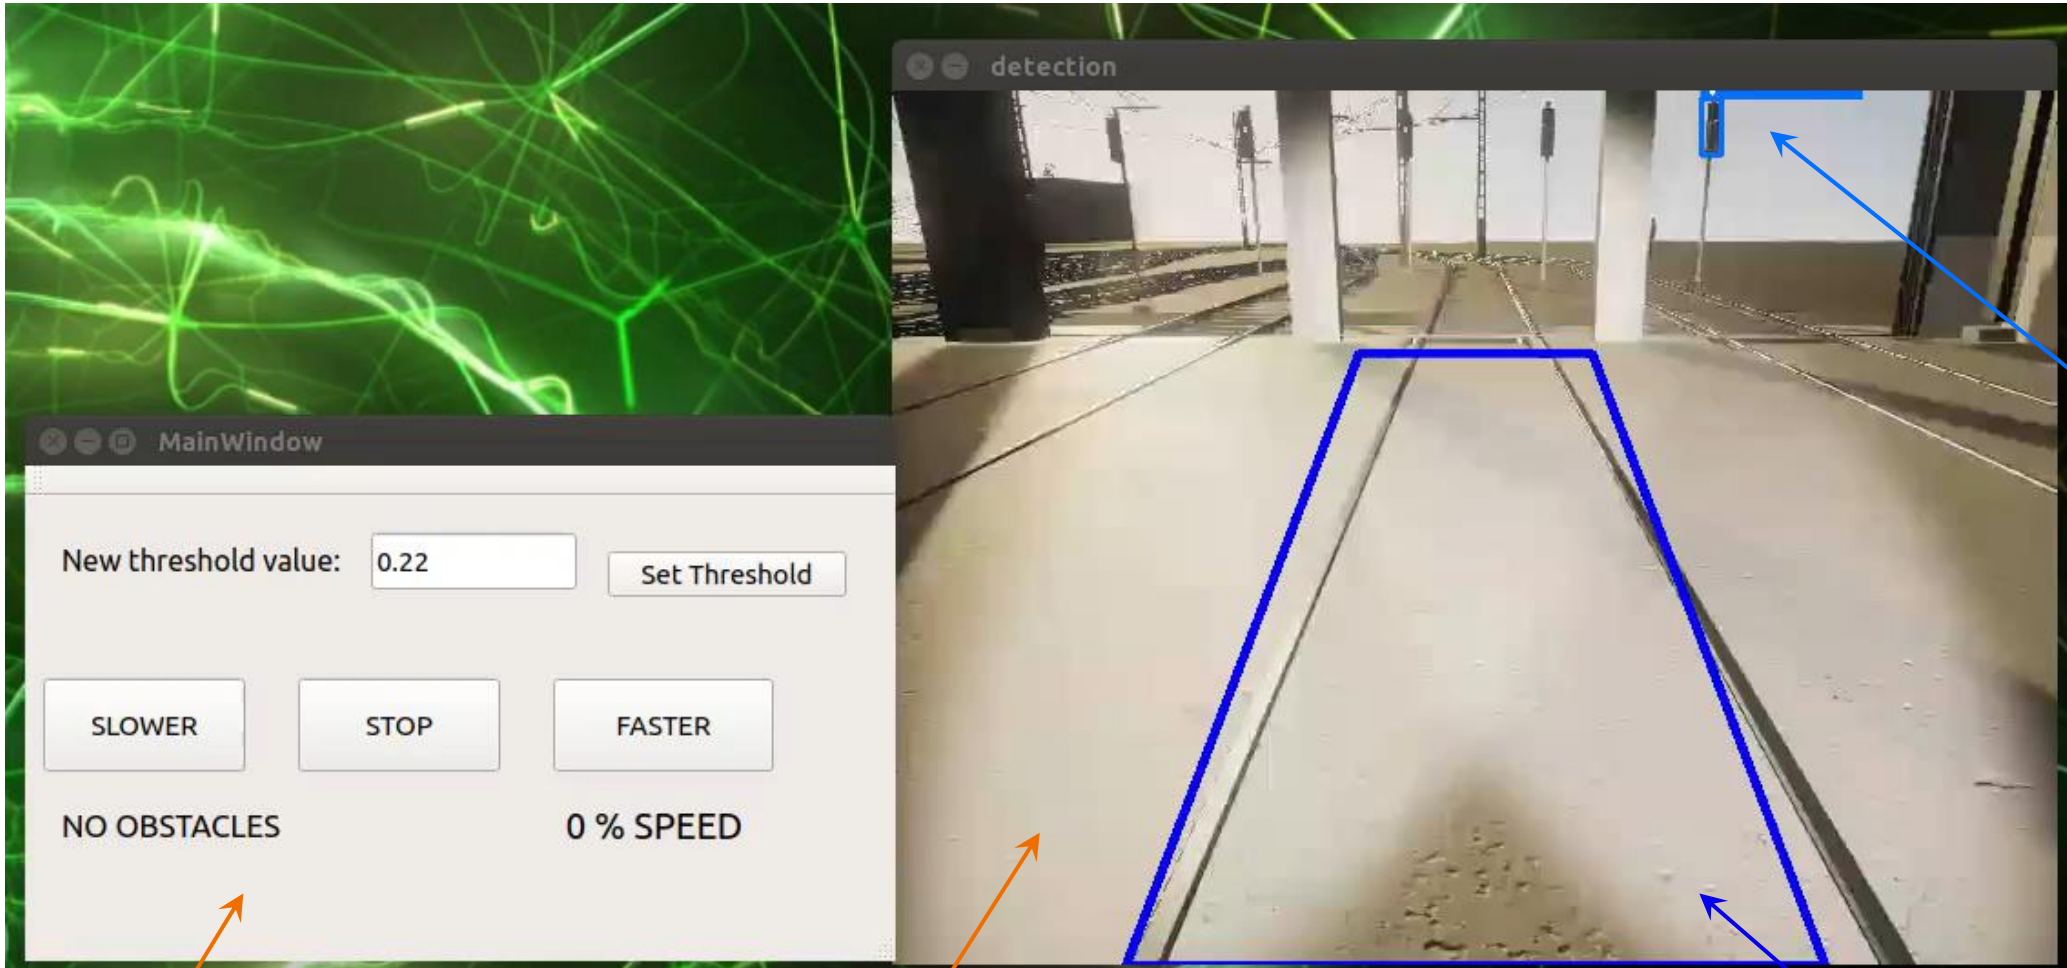 detection
MainWindow
New threshold value: 0.22 Set Threshold
SLOWER STOP FASTER
NO OBSTACLES 0 % SPEED